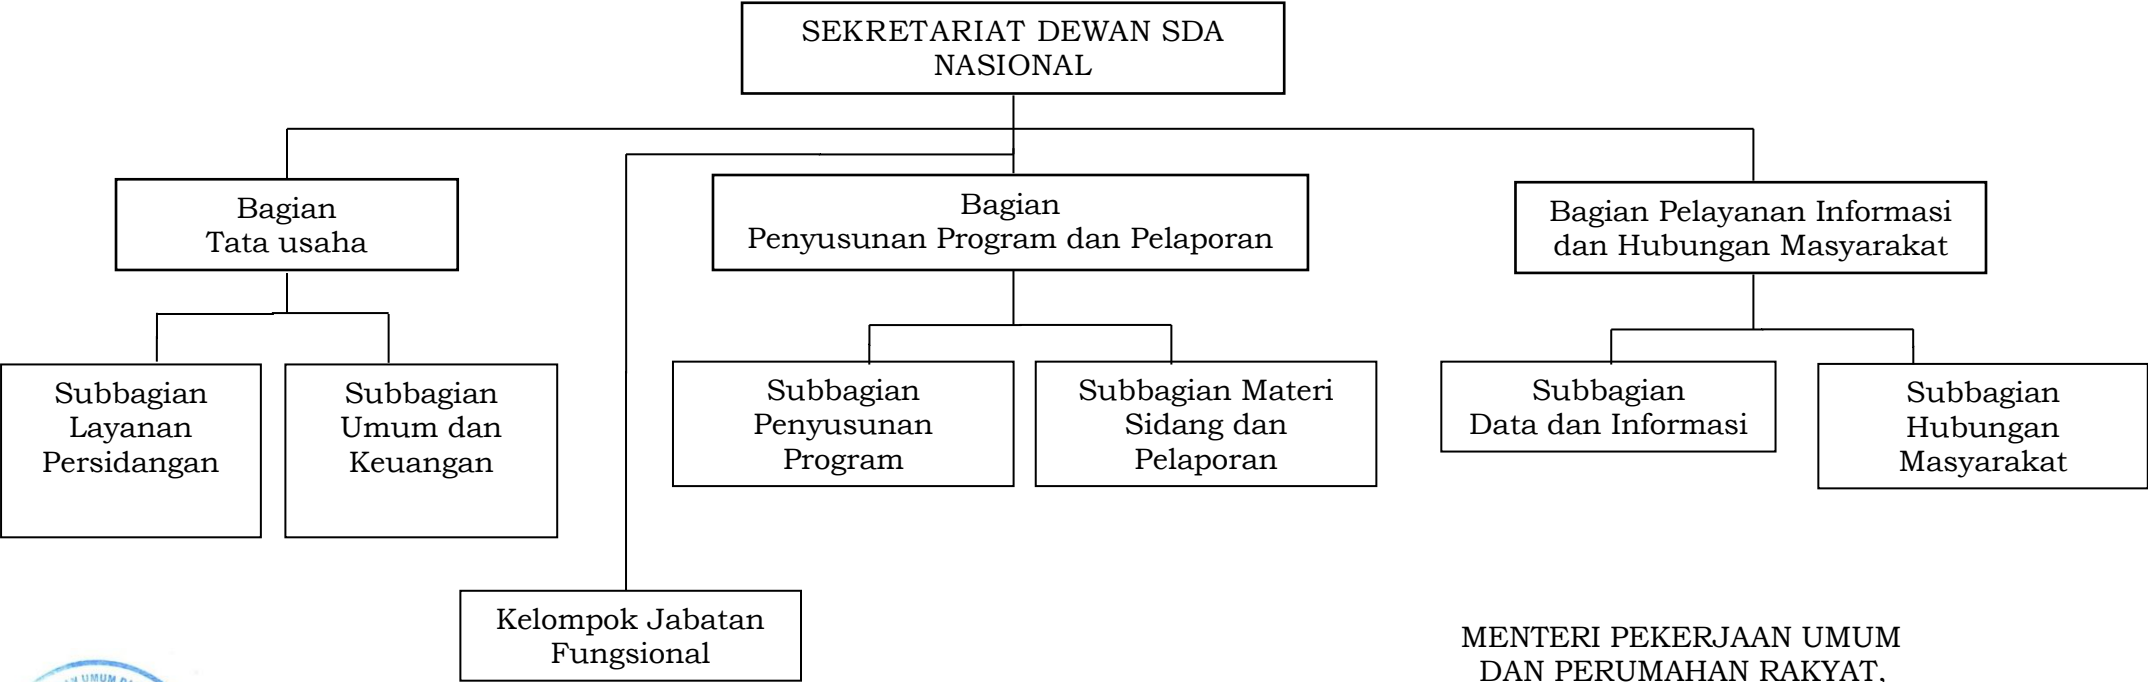 SEKRETARIAT DEWAN SDA
NASIONAL
Bagian
Tata usaha
Bagian
Penyusunan Program dan Pelaporan
Bagian Pelayanan Informasi
dan Hubungan Masyarakat
Subbagian
Layanan
Persidangan
Subbagian
Umum dan
Keuangan
Subbagian
Penyusunan
Program
Subbagian Materi
Sidang dan
Pelaporan
Subbagian
Data dan Informasi
Subbagian
Hubungan
Masyarakat
Kelompok Jabatan
Fungsional
MENTERI PEKERJAAN UMUM
DAN PERUMAHAN RAKYAT,
UMUM